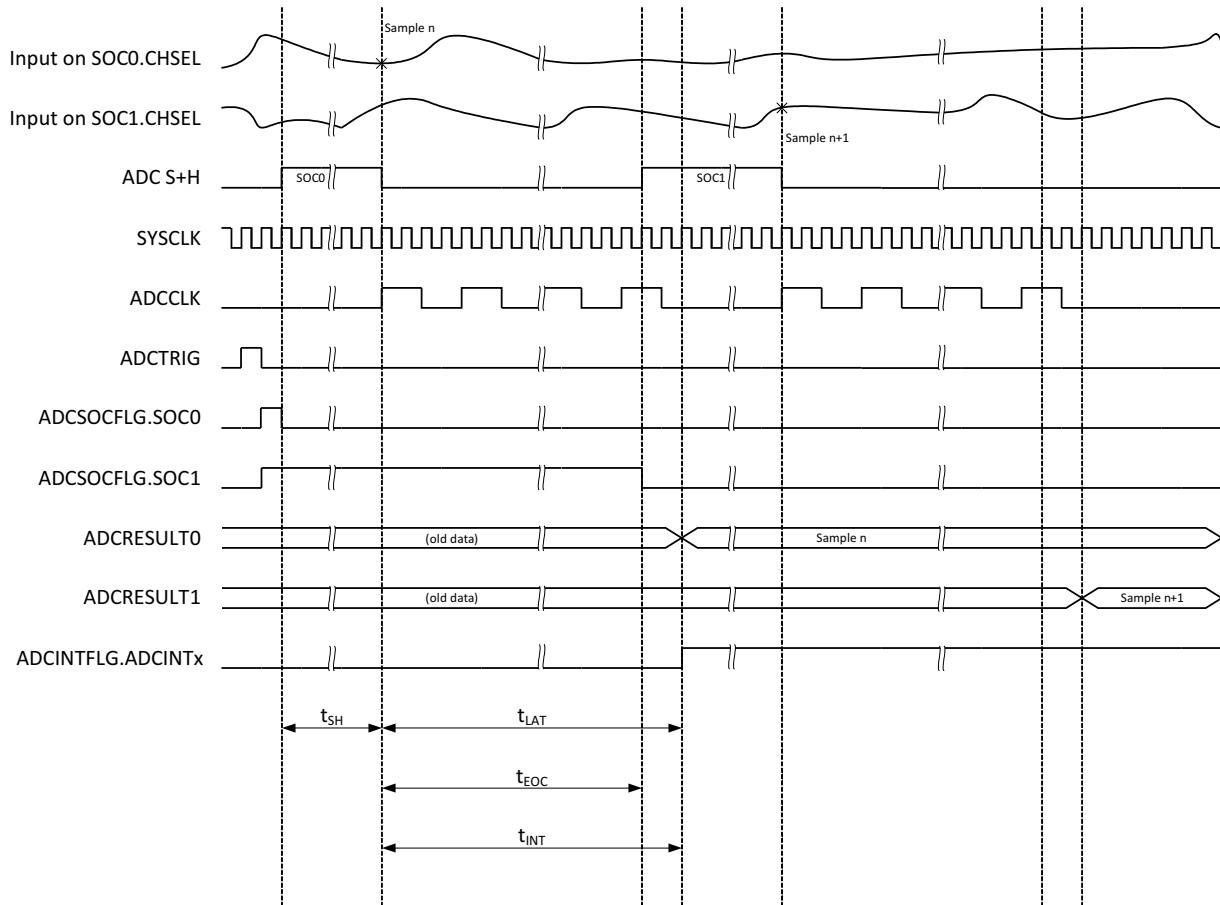 Sample n
Input on SOC0.CHSEL
Input on SOC1.CHSEL
Sample n+1
ADC S+H
SOC0
SOC1
SYSCLK
ADCCLK
ADCTRIG
ADCSOCFLG.SOC0
ADCSOCFLG.SOC1
ADCRESULT0
(old data)
Sample n
ADCRESULT1
(old data)
Sample n+1
ADCINTFLG.ADCINTx
tSH
tLAT
tEOC
tINT